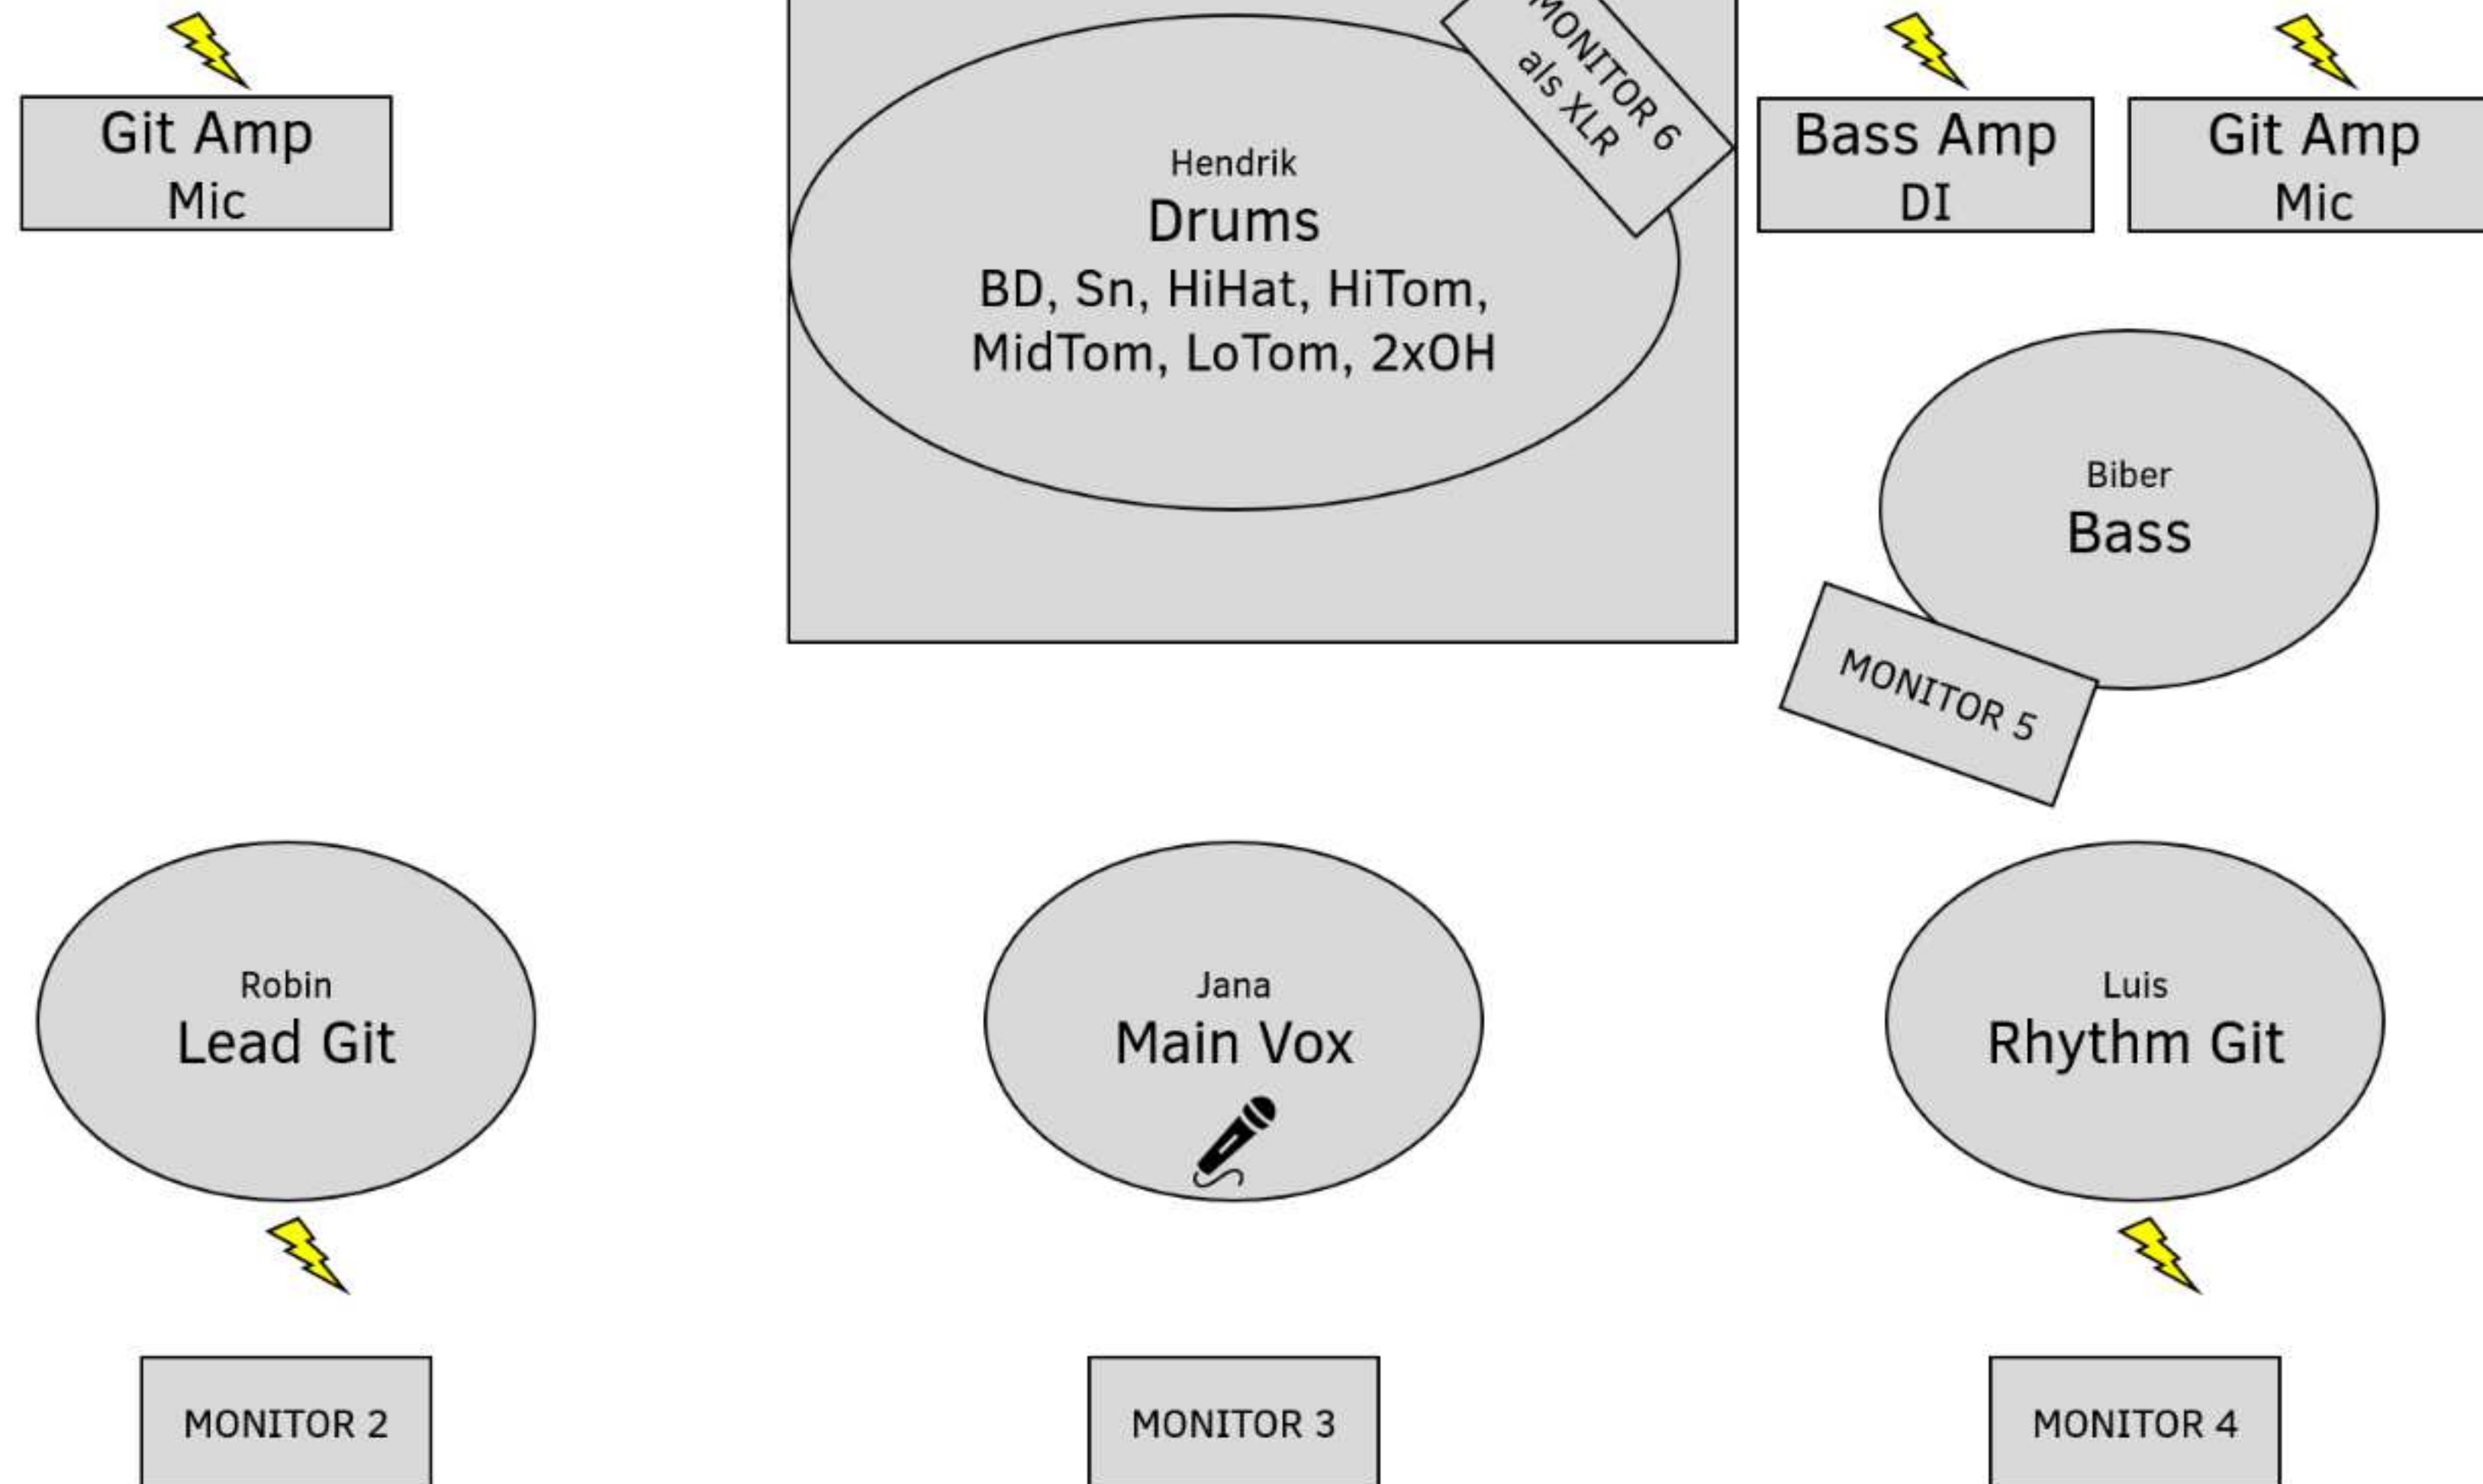 Git Amp
Mic
MONITOR 6
als XLR
Hendrik
Drums
BD, Sn, HiHat, HiTom,
MidTom, LoTom, 2xOH
Bass Amp
DI
Git Amp
Mic
Biber
Bass
MONITOR 5
Robin
Lead Git
Jana
Main Vox
Luis
Rhythm Git
MONITOR 2
MONITOR 3
MONITOR 4